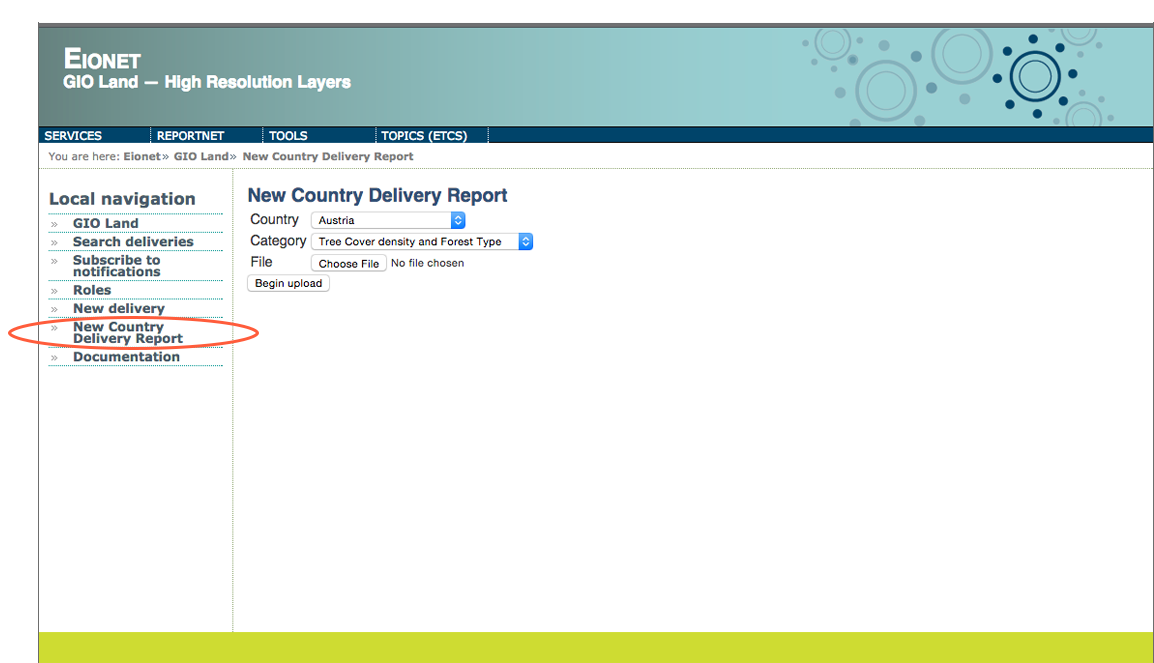 EIONET
GIO Land — High Resolution Layers
SERVICES REPORTNET TOOLS TOPICS (ETCS)
You are here: Eionet» GIO Land» New Country Delivery Report
Local navigation
» GIO Land
» Search deliveries
» Subscribe to
notifications
» Roles
» New delivery
» New Country
Delivery Report
» Documentation
New Country Delivery Report
Country Austria
Category Tree Cover density and Forest Type
File Choose File No file chosen
Begin upload